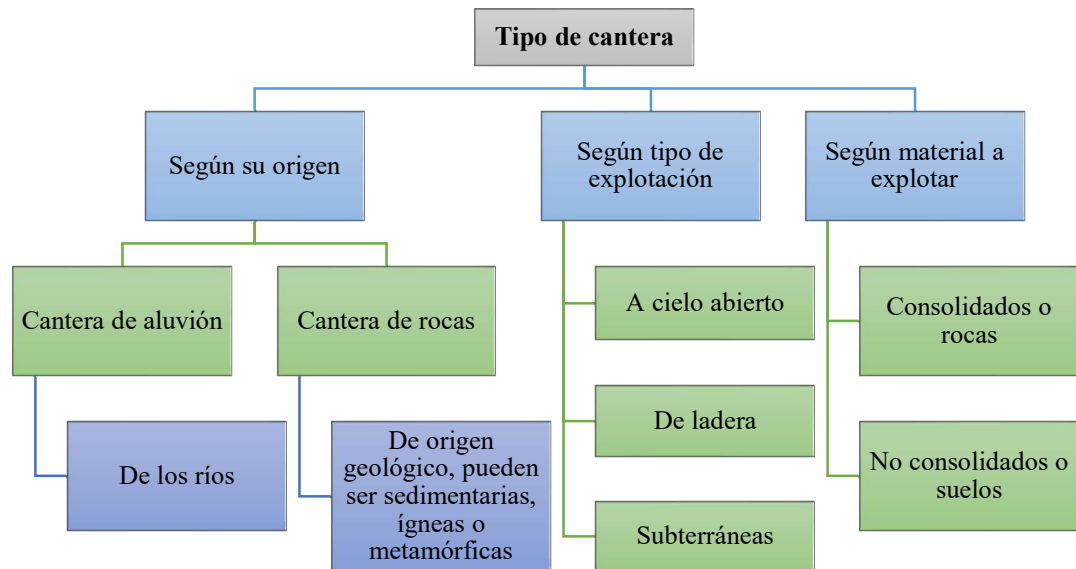 Tipo de cantera
Según su origen
Según tipo de
explotación
Según material a
explotar
Cantera de aluvión
Cantera de rocas
A cielo abierto
Consolidados o
rocas
De los ríos
De origen
geológico, pueden
ser sedimentarias,
ígneas o
metamórficas
De ladera
No consolidados o
suelos
Subterráneas